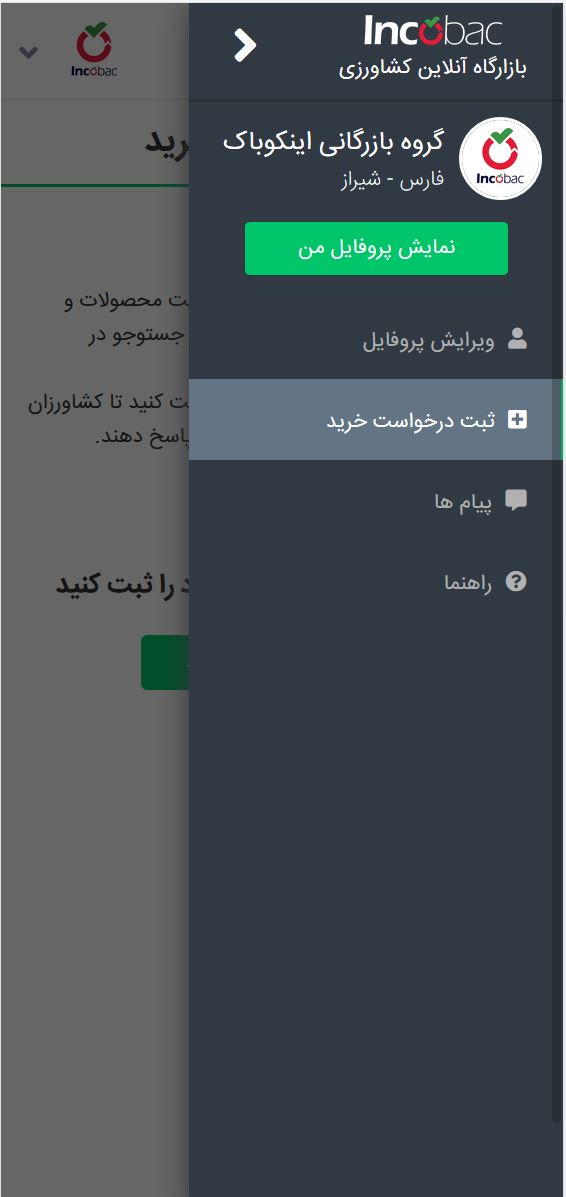 Incobac
بازارگاه آنلاین کشاورزی
گروه بازرگانی اینکوباک
فارس - شیراز
Incobac
نمایش پروفایل من
ویرایش پروفایل
ثبت درخواست خرید
پیام ها
راهنما
Incobac
محصولات و
جستوجو در
کنید تا کشاورزان
پاسخ دهند.
را ثبت کنید